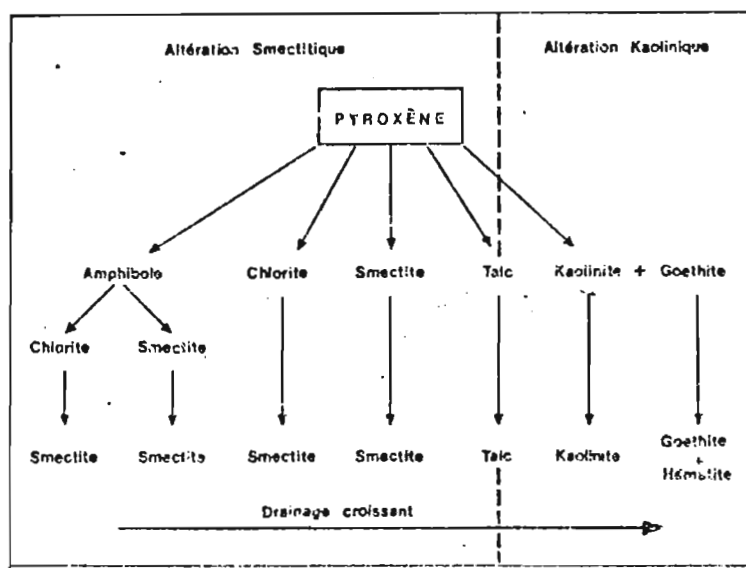 Altération Smectitique Altération Kaolinique
PYROXÈNE
Amphibole Chlorite Smectite Talc Kaolinite + Goethite
Chlorite Smectite
Smectite Smectite Smectite Smectite Talc Kaolinite Goethite
+
Hématite
Drainage croissant